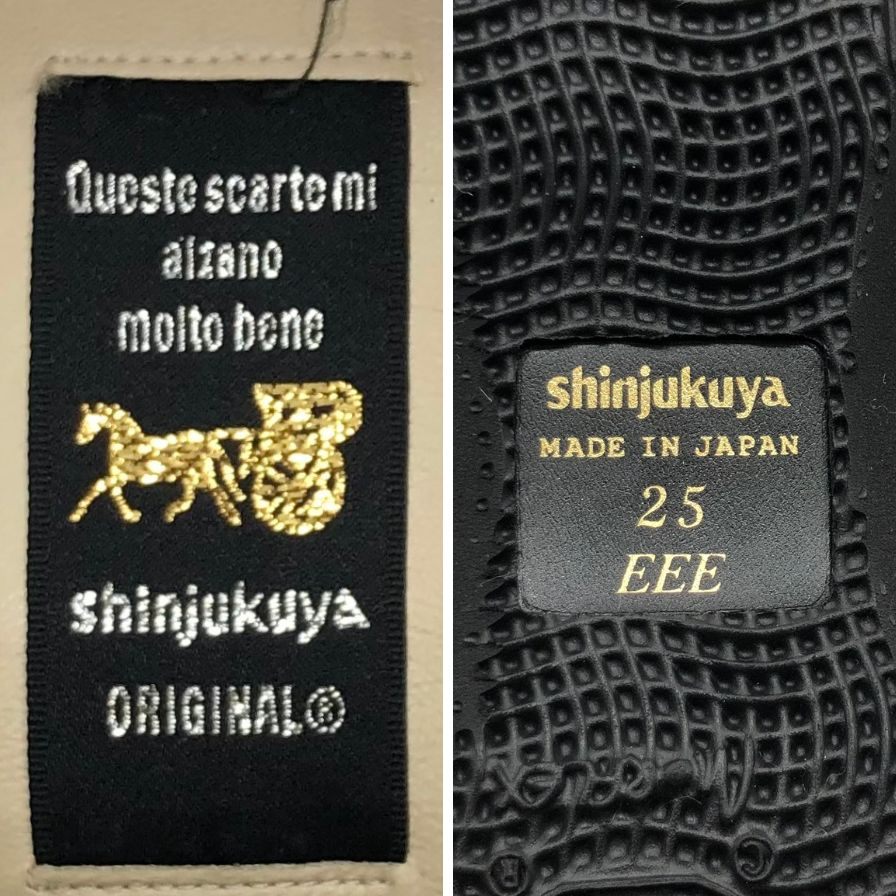 Queste scarte mi
alzano
molto bene
shinjukuya
ORIGINAL®
shinjukuya
MADE IN JAPAN
25
EEE